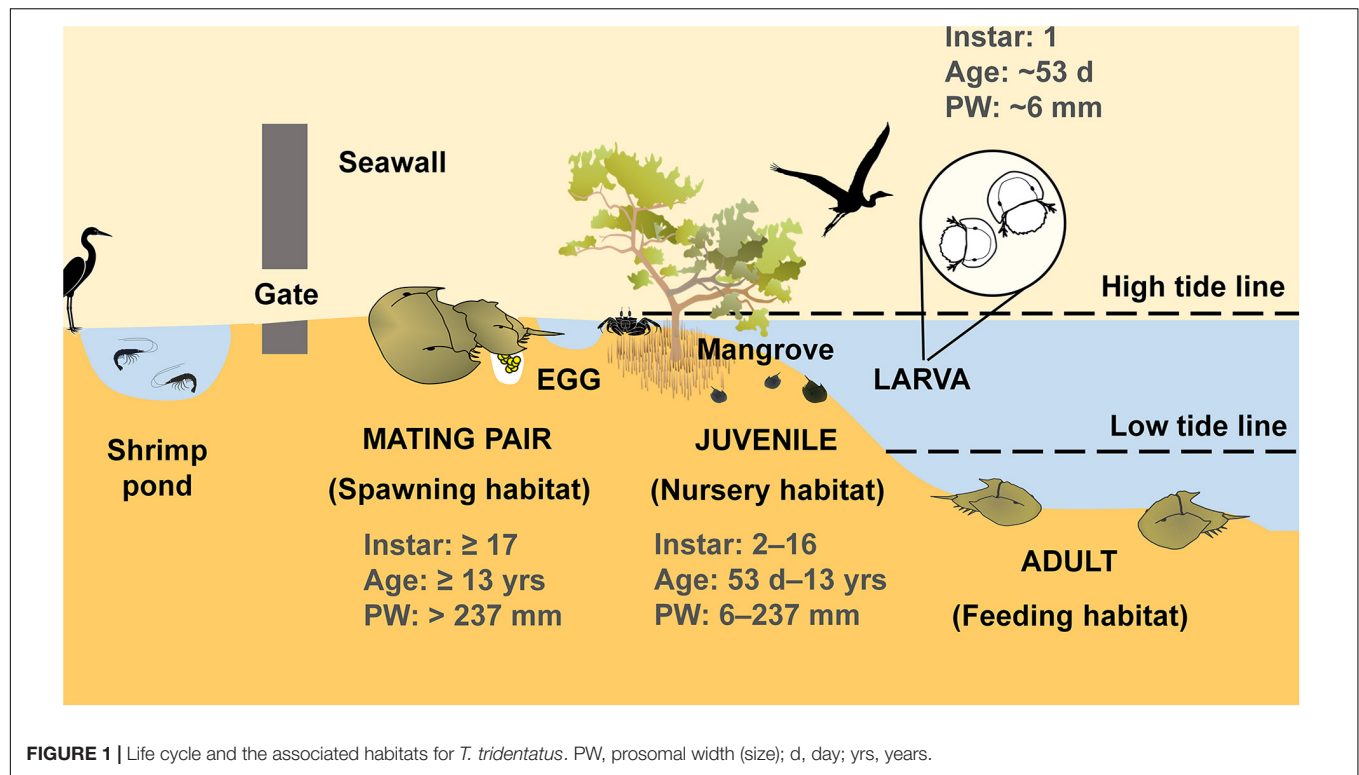 Instar: 1
Age: ~53 d
PW: ~6 mm
Seawall
Gate
High tide line
Mangrove
EGG
LARVA
Low tide line
Shrimp
pond
MATING PAIR
(Spawning habitat)
Instar: ≥ 17
Age: ≥ 13 yrs
PW: > 237 mm
JUVENILE
(Nursery habitat)
Instar: 2–16
Age: 53 d–13 yrs
PW: 6–237 mm
ADULT
(Feeding habitat)
FIGURE 1 | Life cycle and the associated habitats for T. tridentatus. PW, prosomal width (size); d, day; yrs, years.